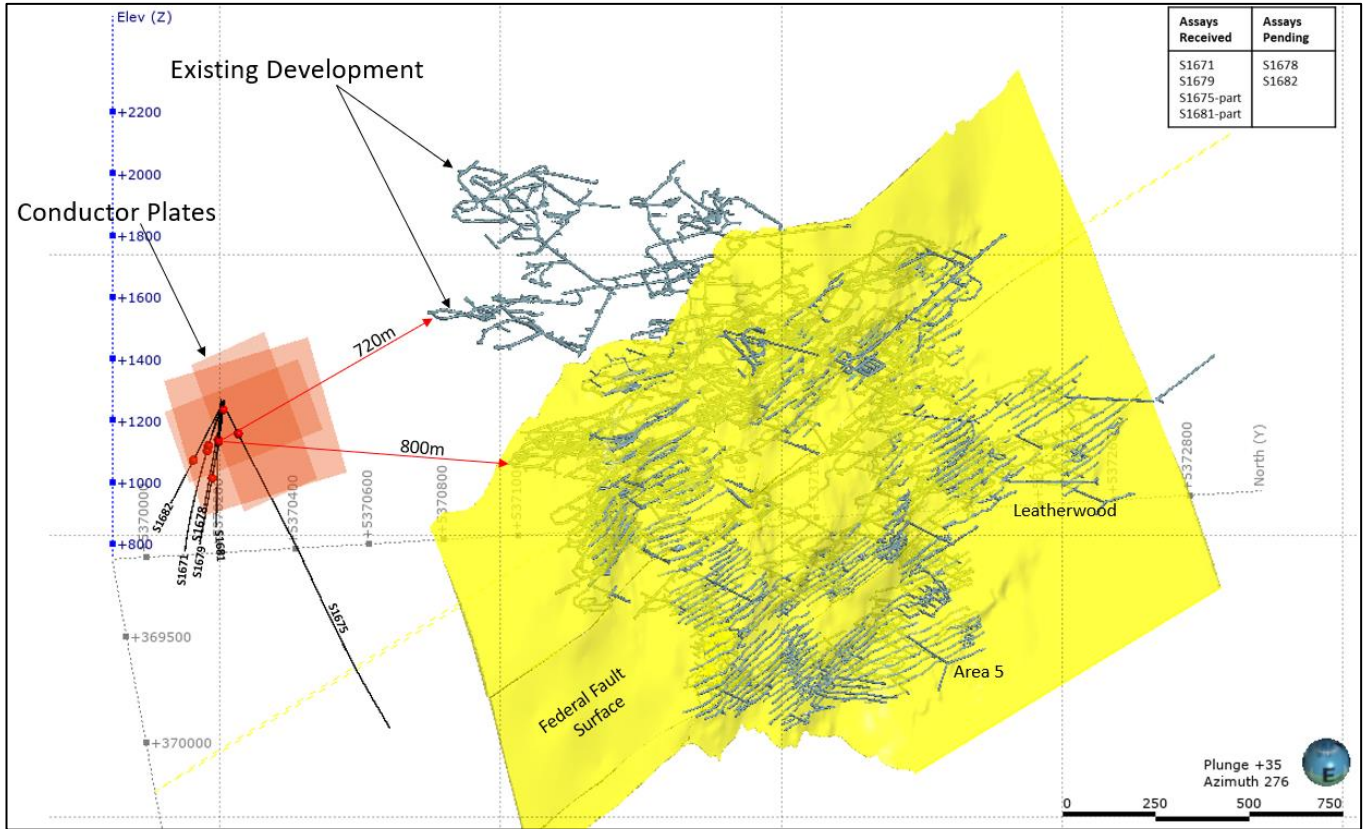 Elev (Z)
+2200
+2000
+1800
+1600
+1400
+1200
+1000
+800
Existing Development
Conductor Plates
720m
800m
S1682
S1671
S1679
S1678
S1681
S1675
+5370000
+5370400
+5370600
+5370800
+5372800
North (Y)
+369500
+370000
Federal Fault
Surface
Leatherwood
Area 5
Assays
Received
Assays
Pending
S1671
S1678
S1679
S1682
S1675-part
S1681-part
Plunge +35
Azimuth 276
E
0 250 500 750